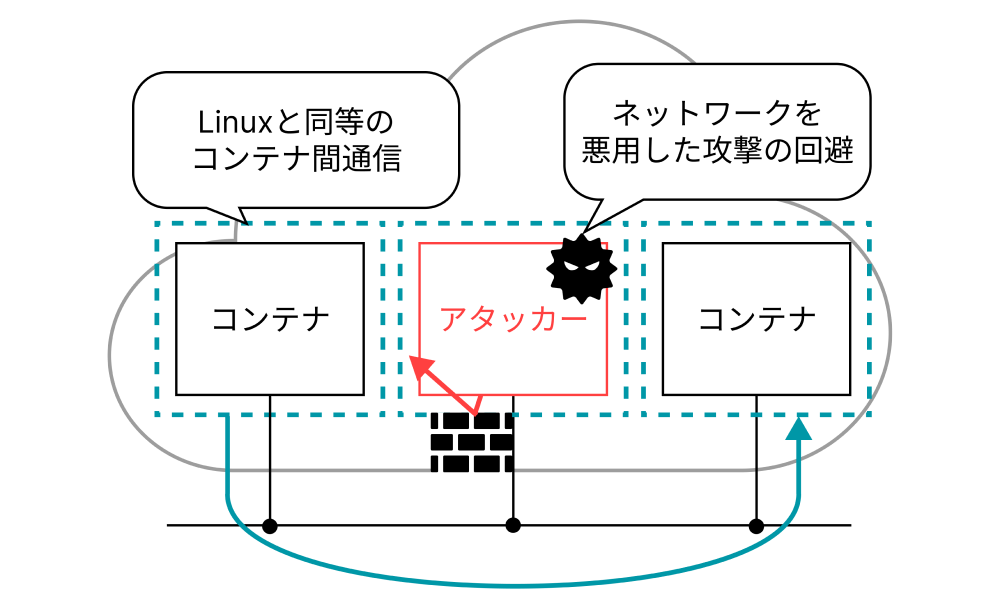 Linuxと同等の
コンテナ間通信
ネットワークを
悪用した攻撃の回避
コンテナ
アタッカー
コンテナ